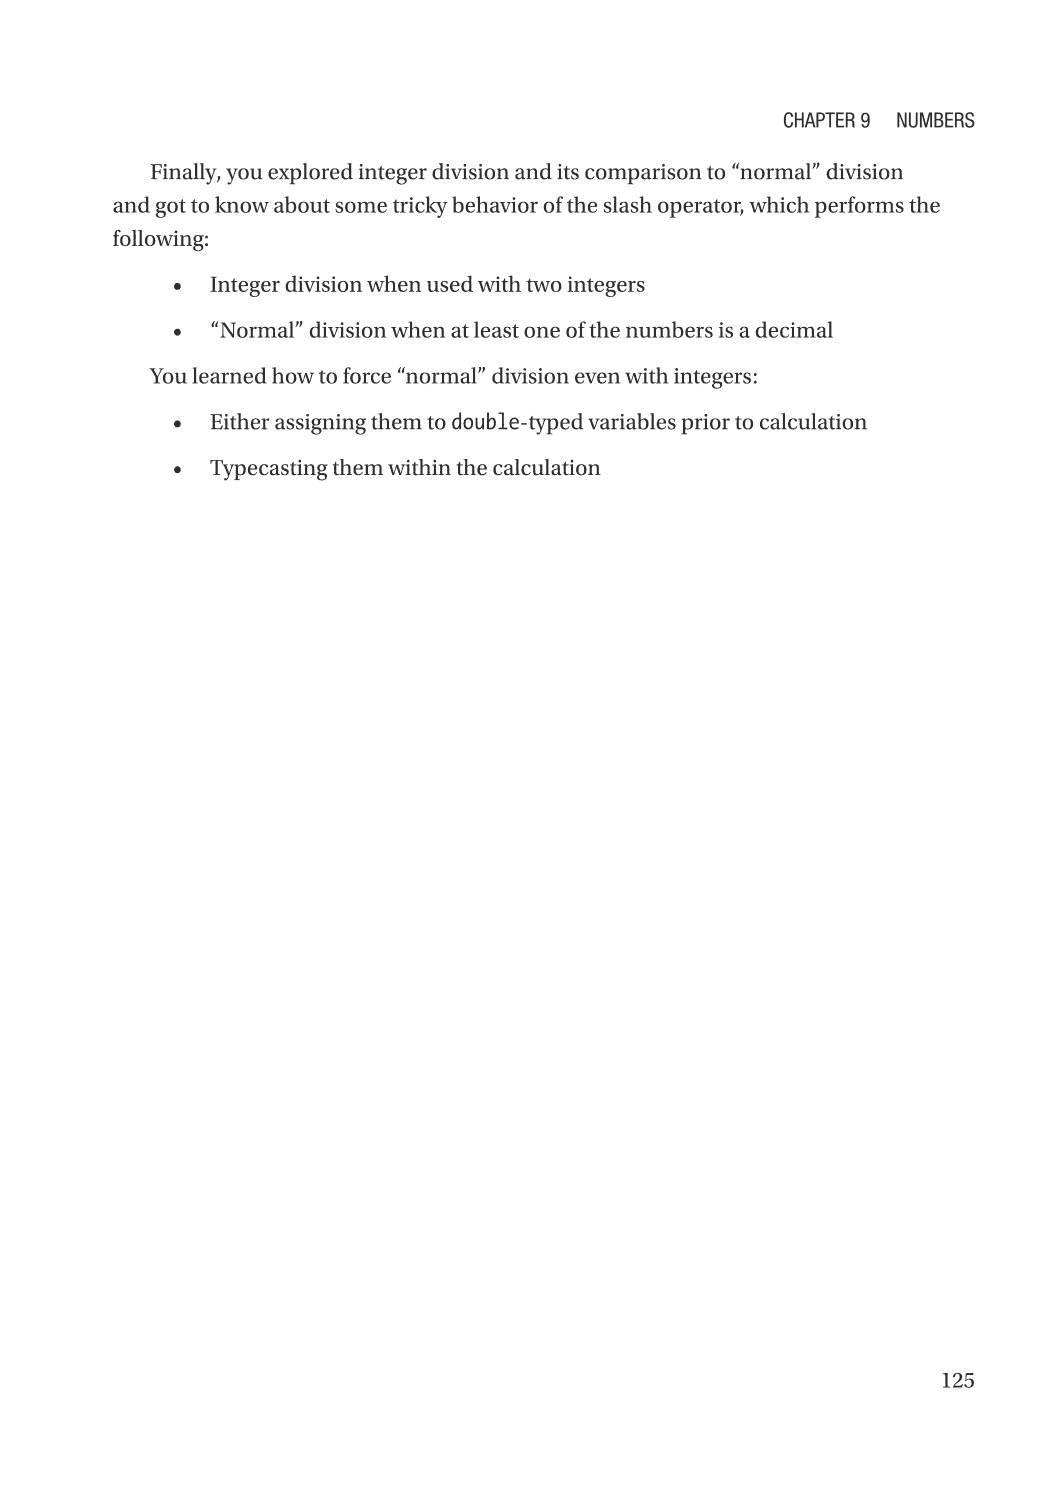 CHAPTER 9 NUMBERS
Finally, you explored integer division and its comparison to “normal” division
and got to know about some tricky behavior of the slash operator, which performs the
following:
• Integer division when used with two integers
• “Normal” division when at least one of the numbers is a decimal
You learned how to force “normal” division even with integers:
• Either assigning them to double-typed variables prior to calculation
• Typecasting them within the calculation
125